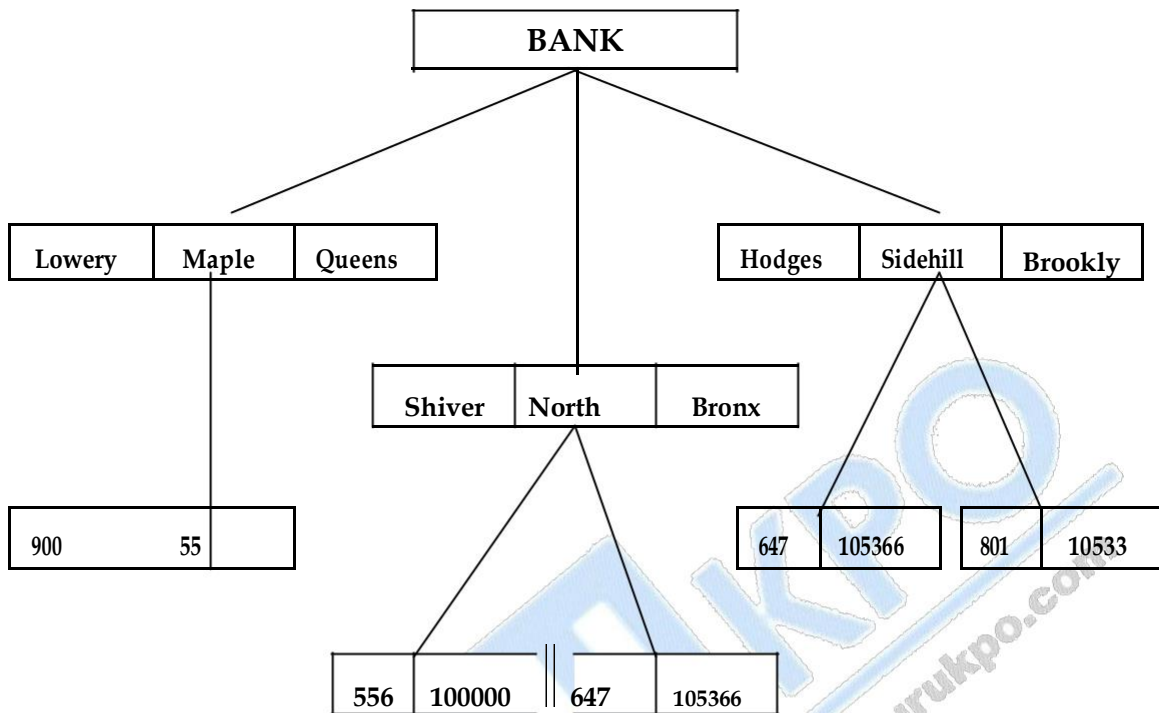 BANK
Lowery Maple Queens
Hodges Sidehill Brookly
Shiver North Bronx
900 55
647 105366 801 10533
556 100000 647 105366